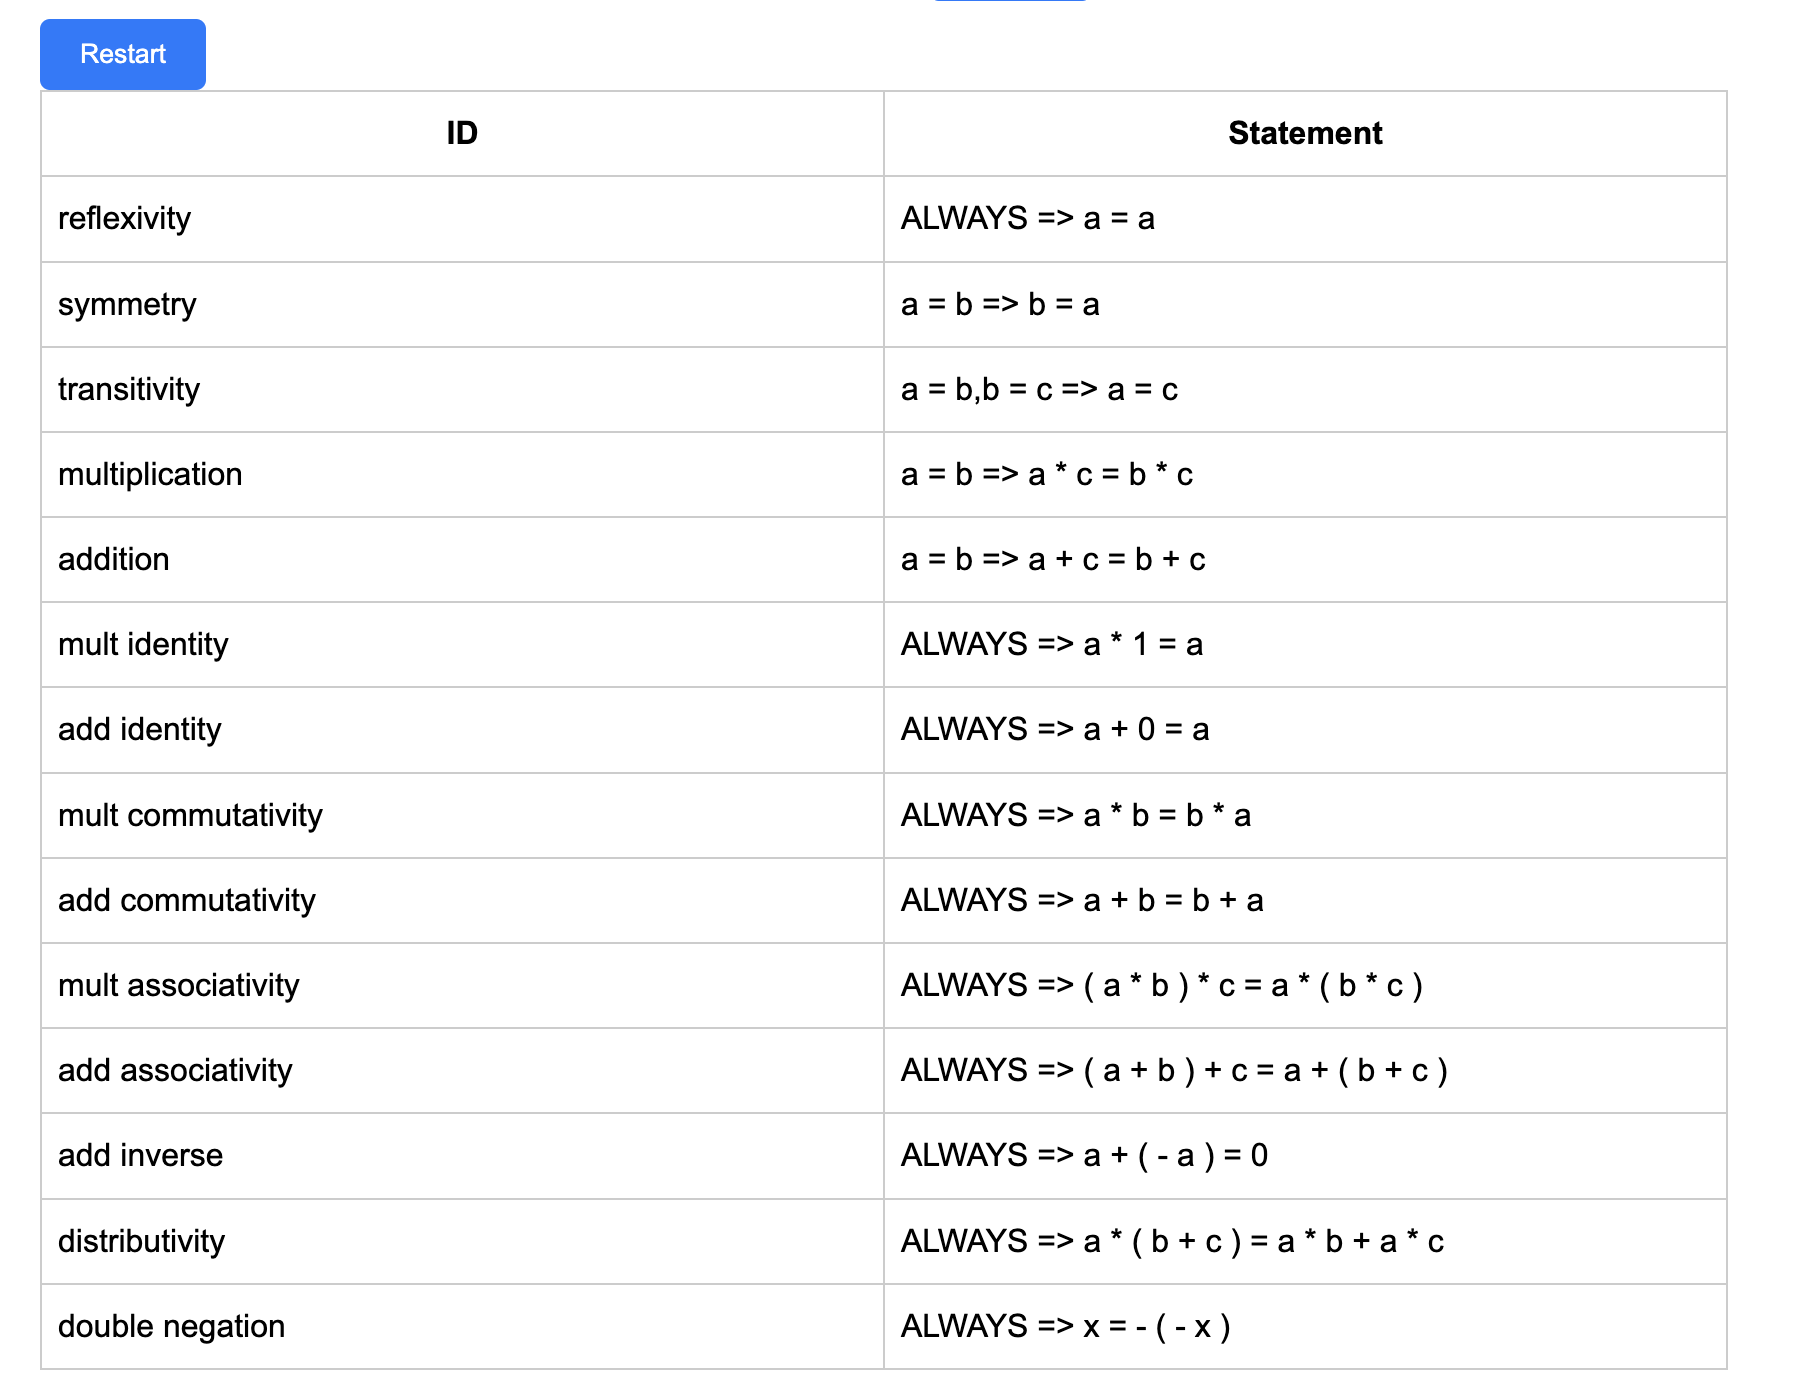 Restart
ID Statement
reflexivity ALWAYS => a = a
symmetry a = b => b = a
transitivity a = b,b = c => a = c
multiplication a = b => a * c = b * c
addition a = b => a + c = b + c
mult identity ALWAYS => a * 1 = a
add identity ALWAYS => a + 0 = a
mult commutativity ALWAYS => a * b = b * a
add commutativity ALWAYS => a + b = b + a
mult associativity ALWAYS => ( a * b ) * c = a * ( b * c )
add associativity ALWAYS => ( a + b ) + c = a + ( b + c )
add inverse ALWAYS => a + ( - a ) = 0
distributivity ALWAYS => a * ( b + c ) = a * b + a * c
double negation ALWAYS => x = - ( - x )